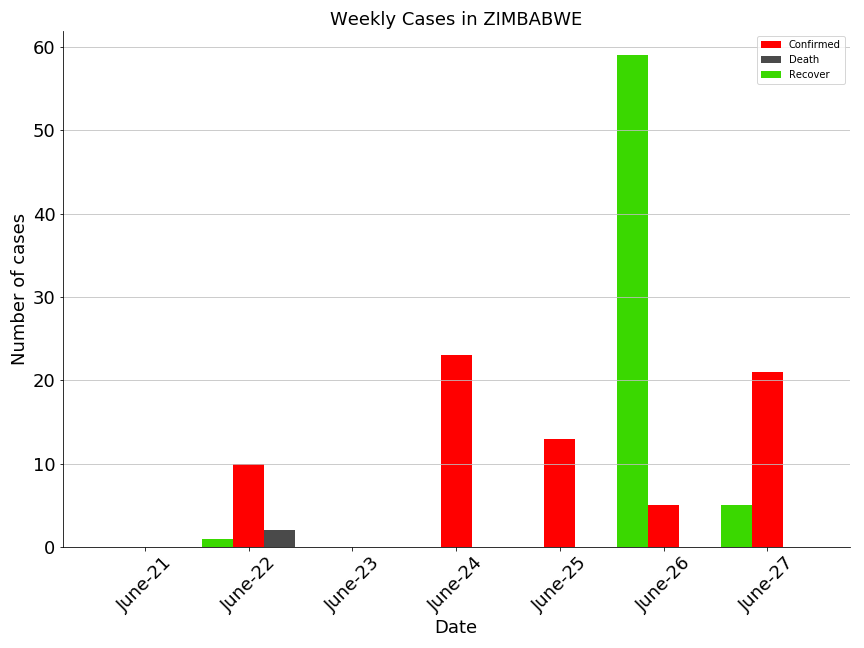 Weekly Cases in ZIMBABWE
Confirmed
Death
Recover
Number of cases
60
50
40
30
20
10
0
June-21
June-22
June-23
June-24
June-25
June-26
June-27
Date